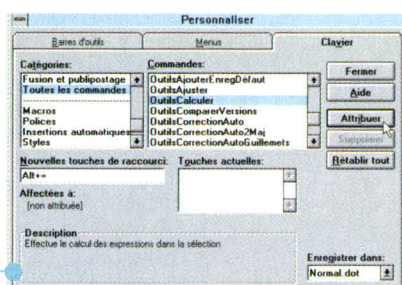 Personnaliser
Barres d'outils
Menus
Clavier
Catégories:
Fusion et publipostage
Toutes les commandes
Macros
Polices
Insertions automatiques
Styles
Commandes:
OutilsAjouterEnregDéfaut
OutilsAjuster
OutilsCalculer
OutilsComparerVersions
OutilsCorrectionAuto
OutilsCorrectionAuto2Maj
OutilsCorrectionAutoGuillemets
Fermer
Aide
Attribuer
Supprimer
Rétablir tout
Nouvelles touches de raccourci:
Alt+=
Touches actuelles:
Affectées à:
[non attribuée]
Description
Effectue le calcul des expressions dans la sélection
Enregistrer dans:
Normal.dot